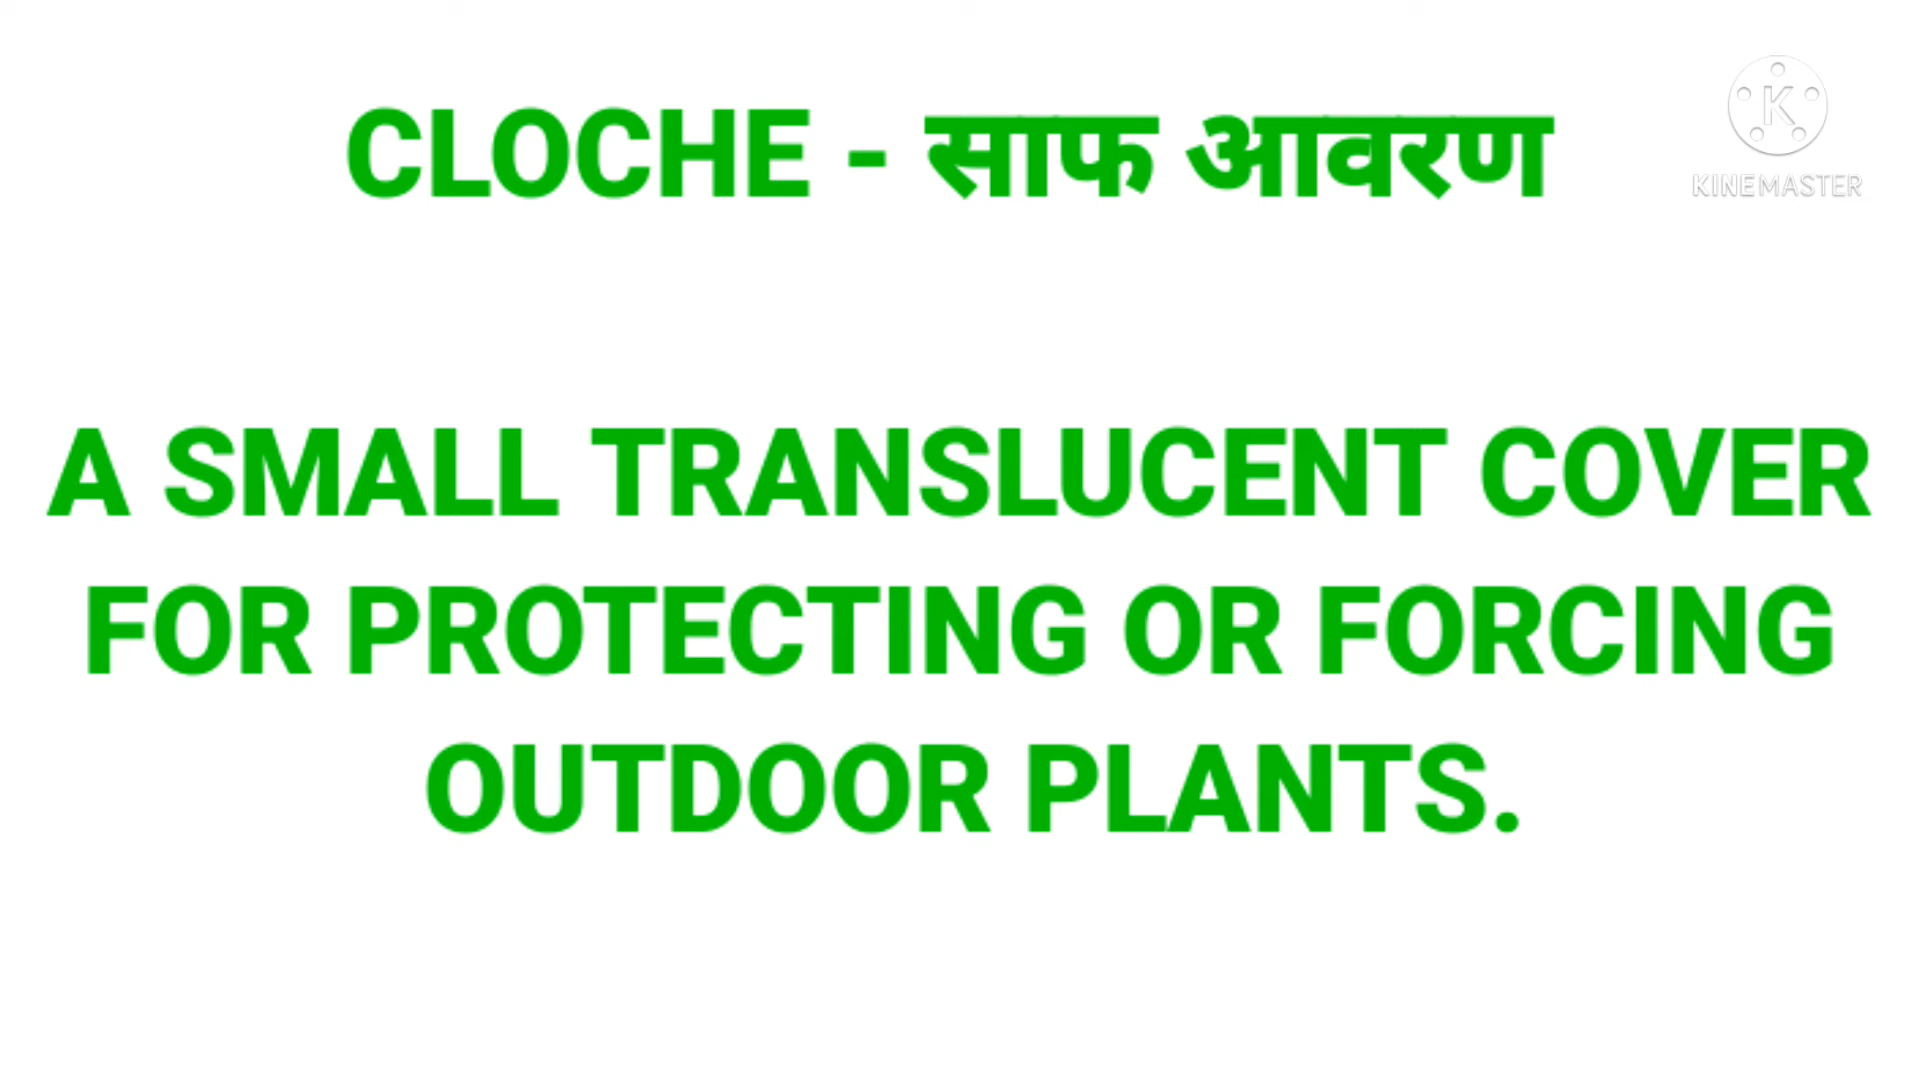 CLOCHE - साफ आवरण
K
KINEMASTER
A SMALL TRANSLUCENT COVER
FOR PROTECTING OR FORCING
OUTDOOR PLANTS.